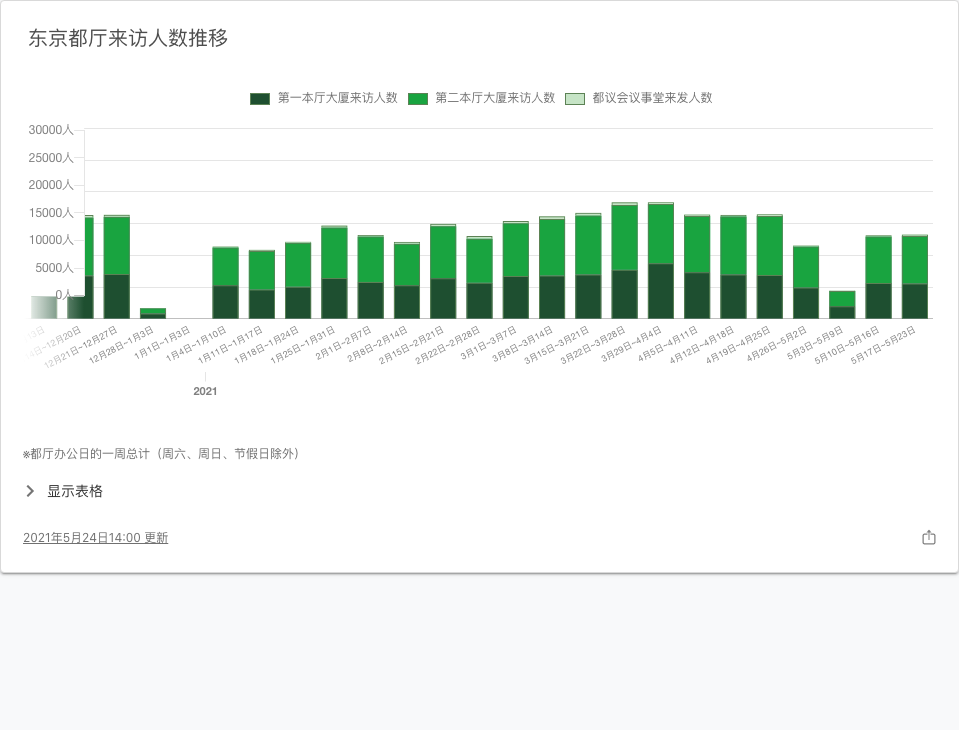 东京都厅来访人数推移
第一本厅大厦来访人数 第二本厅大厦来访人数 都议会议事堂来发人数
30000人
25000人
20000人
15000人
10000人
5000人
0人
12月21日~12月27日
12月28日~1月3日
1月1日~1月3日
1月4日~1月10日
1月11日~1月17日
1月18日~1月24日
1月25日~1月31日
2月1日~2月7日
2月8日~2月14日
2月15日~2月21日
2月22日~2月28日
3月1日~3月7日
3月8日~3月14日
3月15日~3月21日
3月22日~3月28日
3月29日~4月4日
4月5日~4月11日
4月12日~4月18日
4月19日~4月25日
4月26日~5月2日
5月3日~5月9日
5月10日~5月16日
5月17日~5月23日
2021
※都厅办公日的一周总计（周六、周日、节假日除外）
显示表格
2021年5月24日14:00 更新